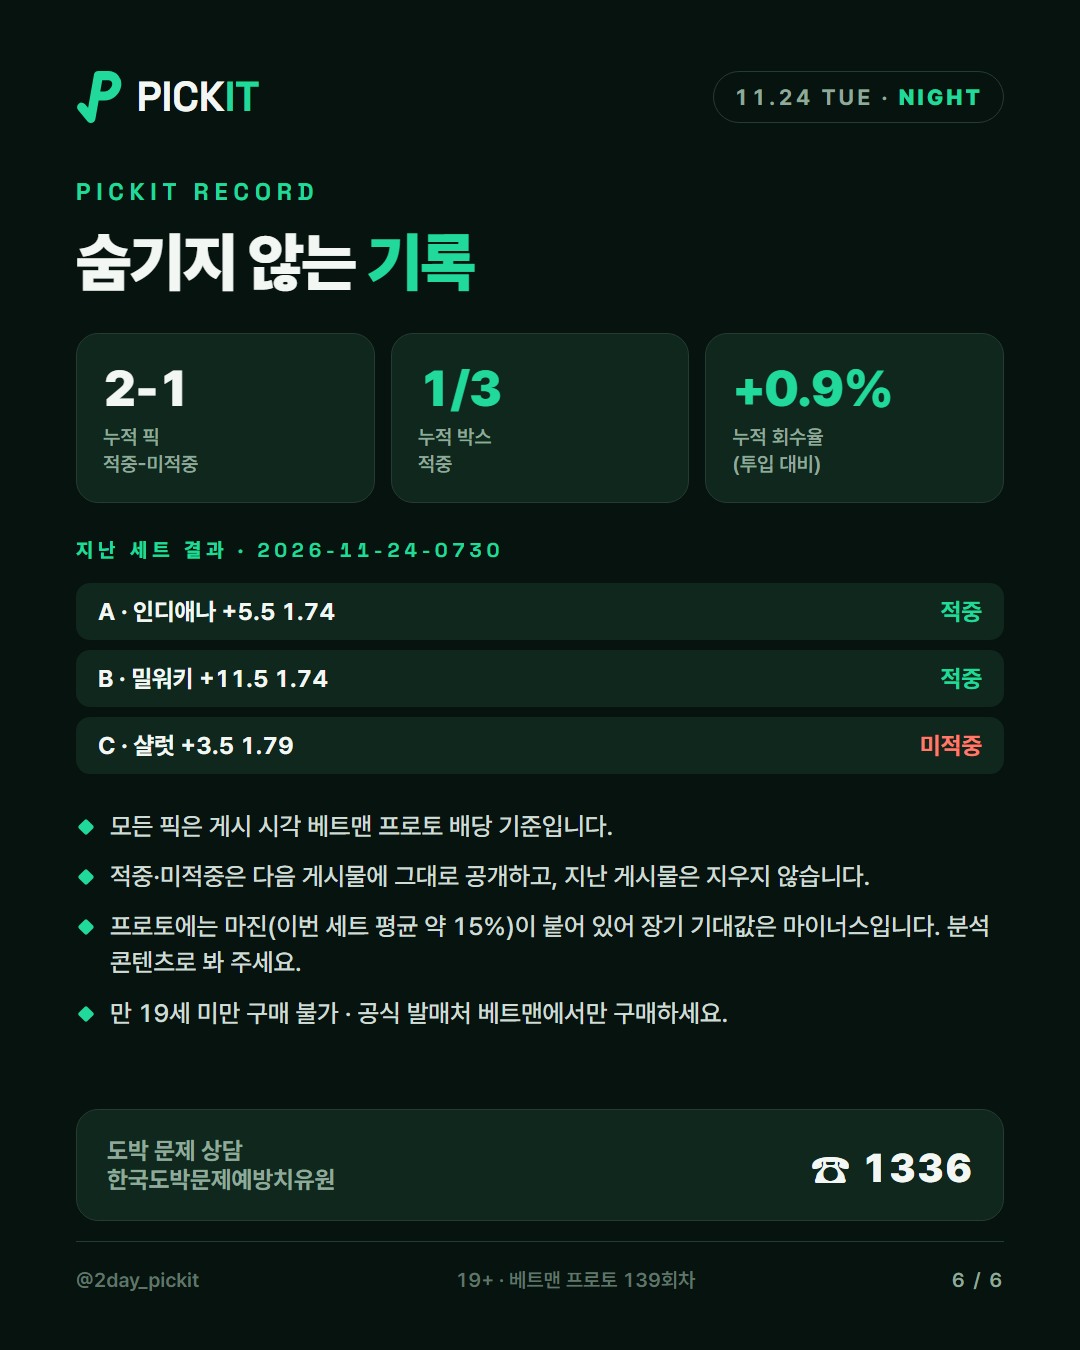 PICKIT
11.24 TUE · NIGHT
PICKIT RECORD
숨기지 않는 기록
2-1
누적 픽
적중-미적중
1/3
누적 박스
적중
+0.9%
누적 회수율
(투입 대비)
지난 세트 결과 · 2026-11-24-0730
A · 인디애나 +5.5 1.74
적중
B · 밀워키 +11.5 1.74
적중
C · 샬럿 +3.5 1.79
미적중
◆ 모든 픽은 게시 시각 베트맨 프로토 배당 기준입니다.
◆ 적중·미적중은 다음 게시물에 그대로 공개하고, 지난 게시물은 지우지 않습니다.
◆ 프로토에는 마진(이번 세트 평균 약 15%)이 붙어 있어 장기 기대값은 마이너스입니다. 분석
콘텐츠로 봐 주세요.
◆ 만 19세 미만 구매 불가 · 공식 발매처 베트맨에서만 구매하세요.
도박 문제 상담
한국도박문제예방치유원
☎ 1336
@2day_pickit
19+ · 베트맨 프로토 139회차
6 / 6